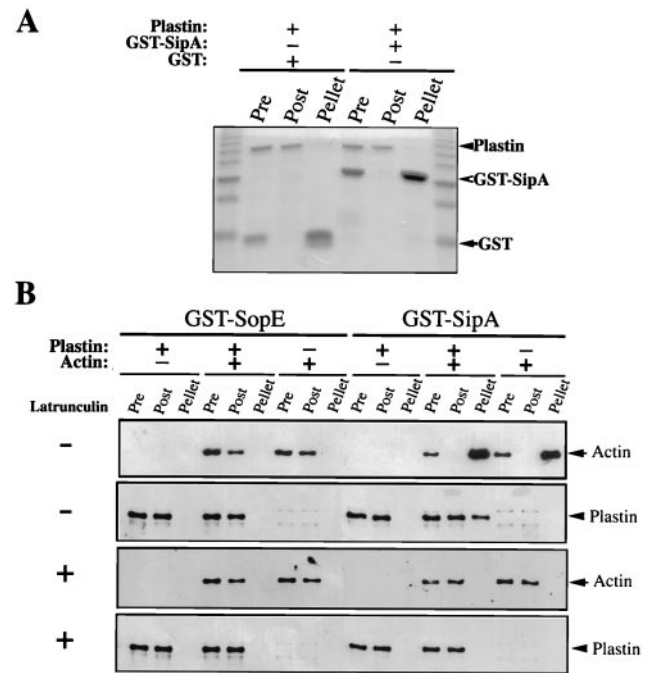 A
Plastin: + +
GST-SipA: − +
GST: + −
Pre Post Pellet Pre Post Pellet
Plastin
GST-SipA
GST
B
GST-SopE GST-SipA
Plastin: + + − + + −
Actin: − + + − + +
Latrunculin Pre Post Pellet Pre Post Pellet Pre Post Pellet Pre Post Pellet Pre Post Pellet Pre Post Pellet
− Actin
− Plastin
+ Actin
+ Plastin